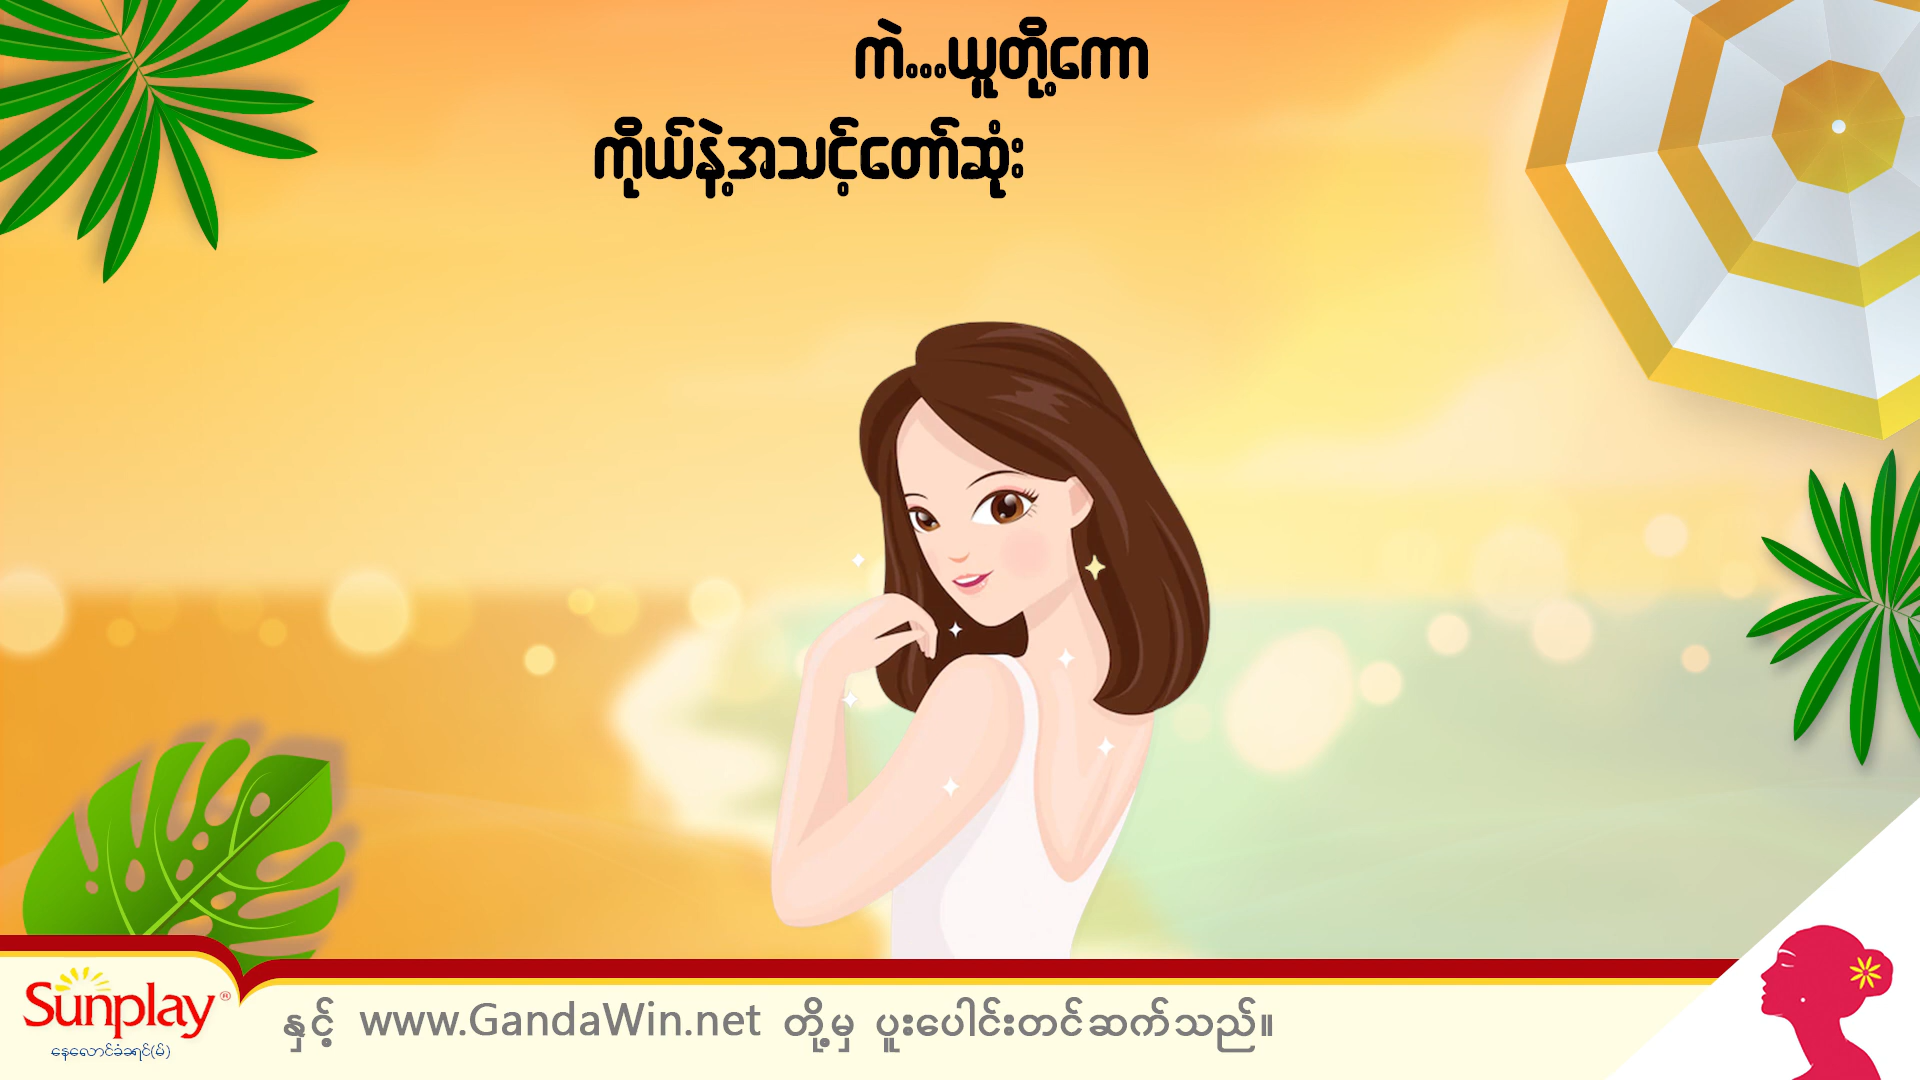 ကဲ...ယူတို့ကော
ကိုယ်နဲ့အသင့်တော်ဆုံး
Sunplay®
နေလောင်ခံခရင်(မ်)
နှင့် www.GandaWin.net တို့မှ ပူးပေါင်းတင်ဆက်သည်။